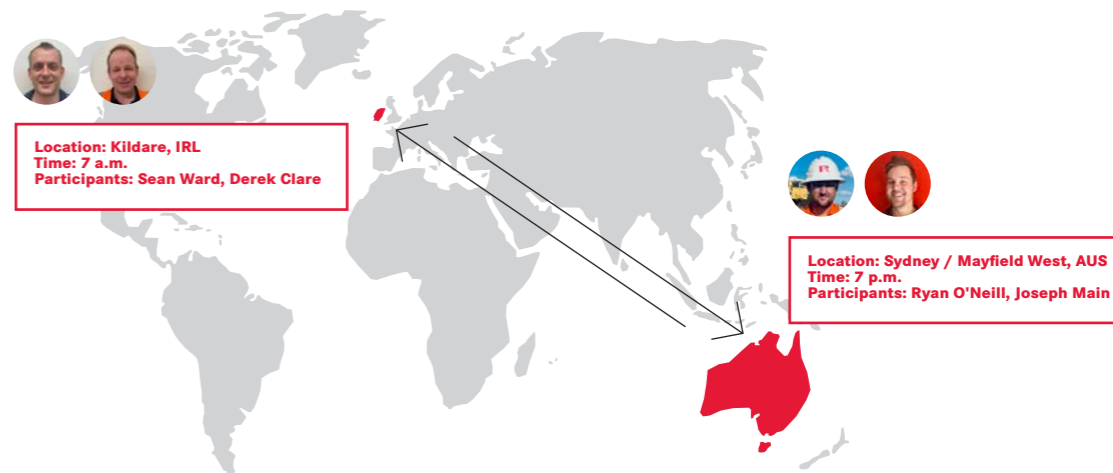 Location: Kildare, IRL
Time: 7 a.m.
Participants: Sean Ward, Derek Clare
Location: Sydney / Mayfield West, AUS
Time: 7 p.m.
Participants: Ryan O'Neill, Joseph Main